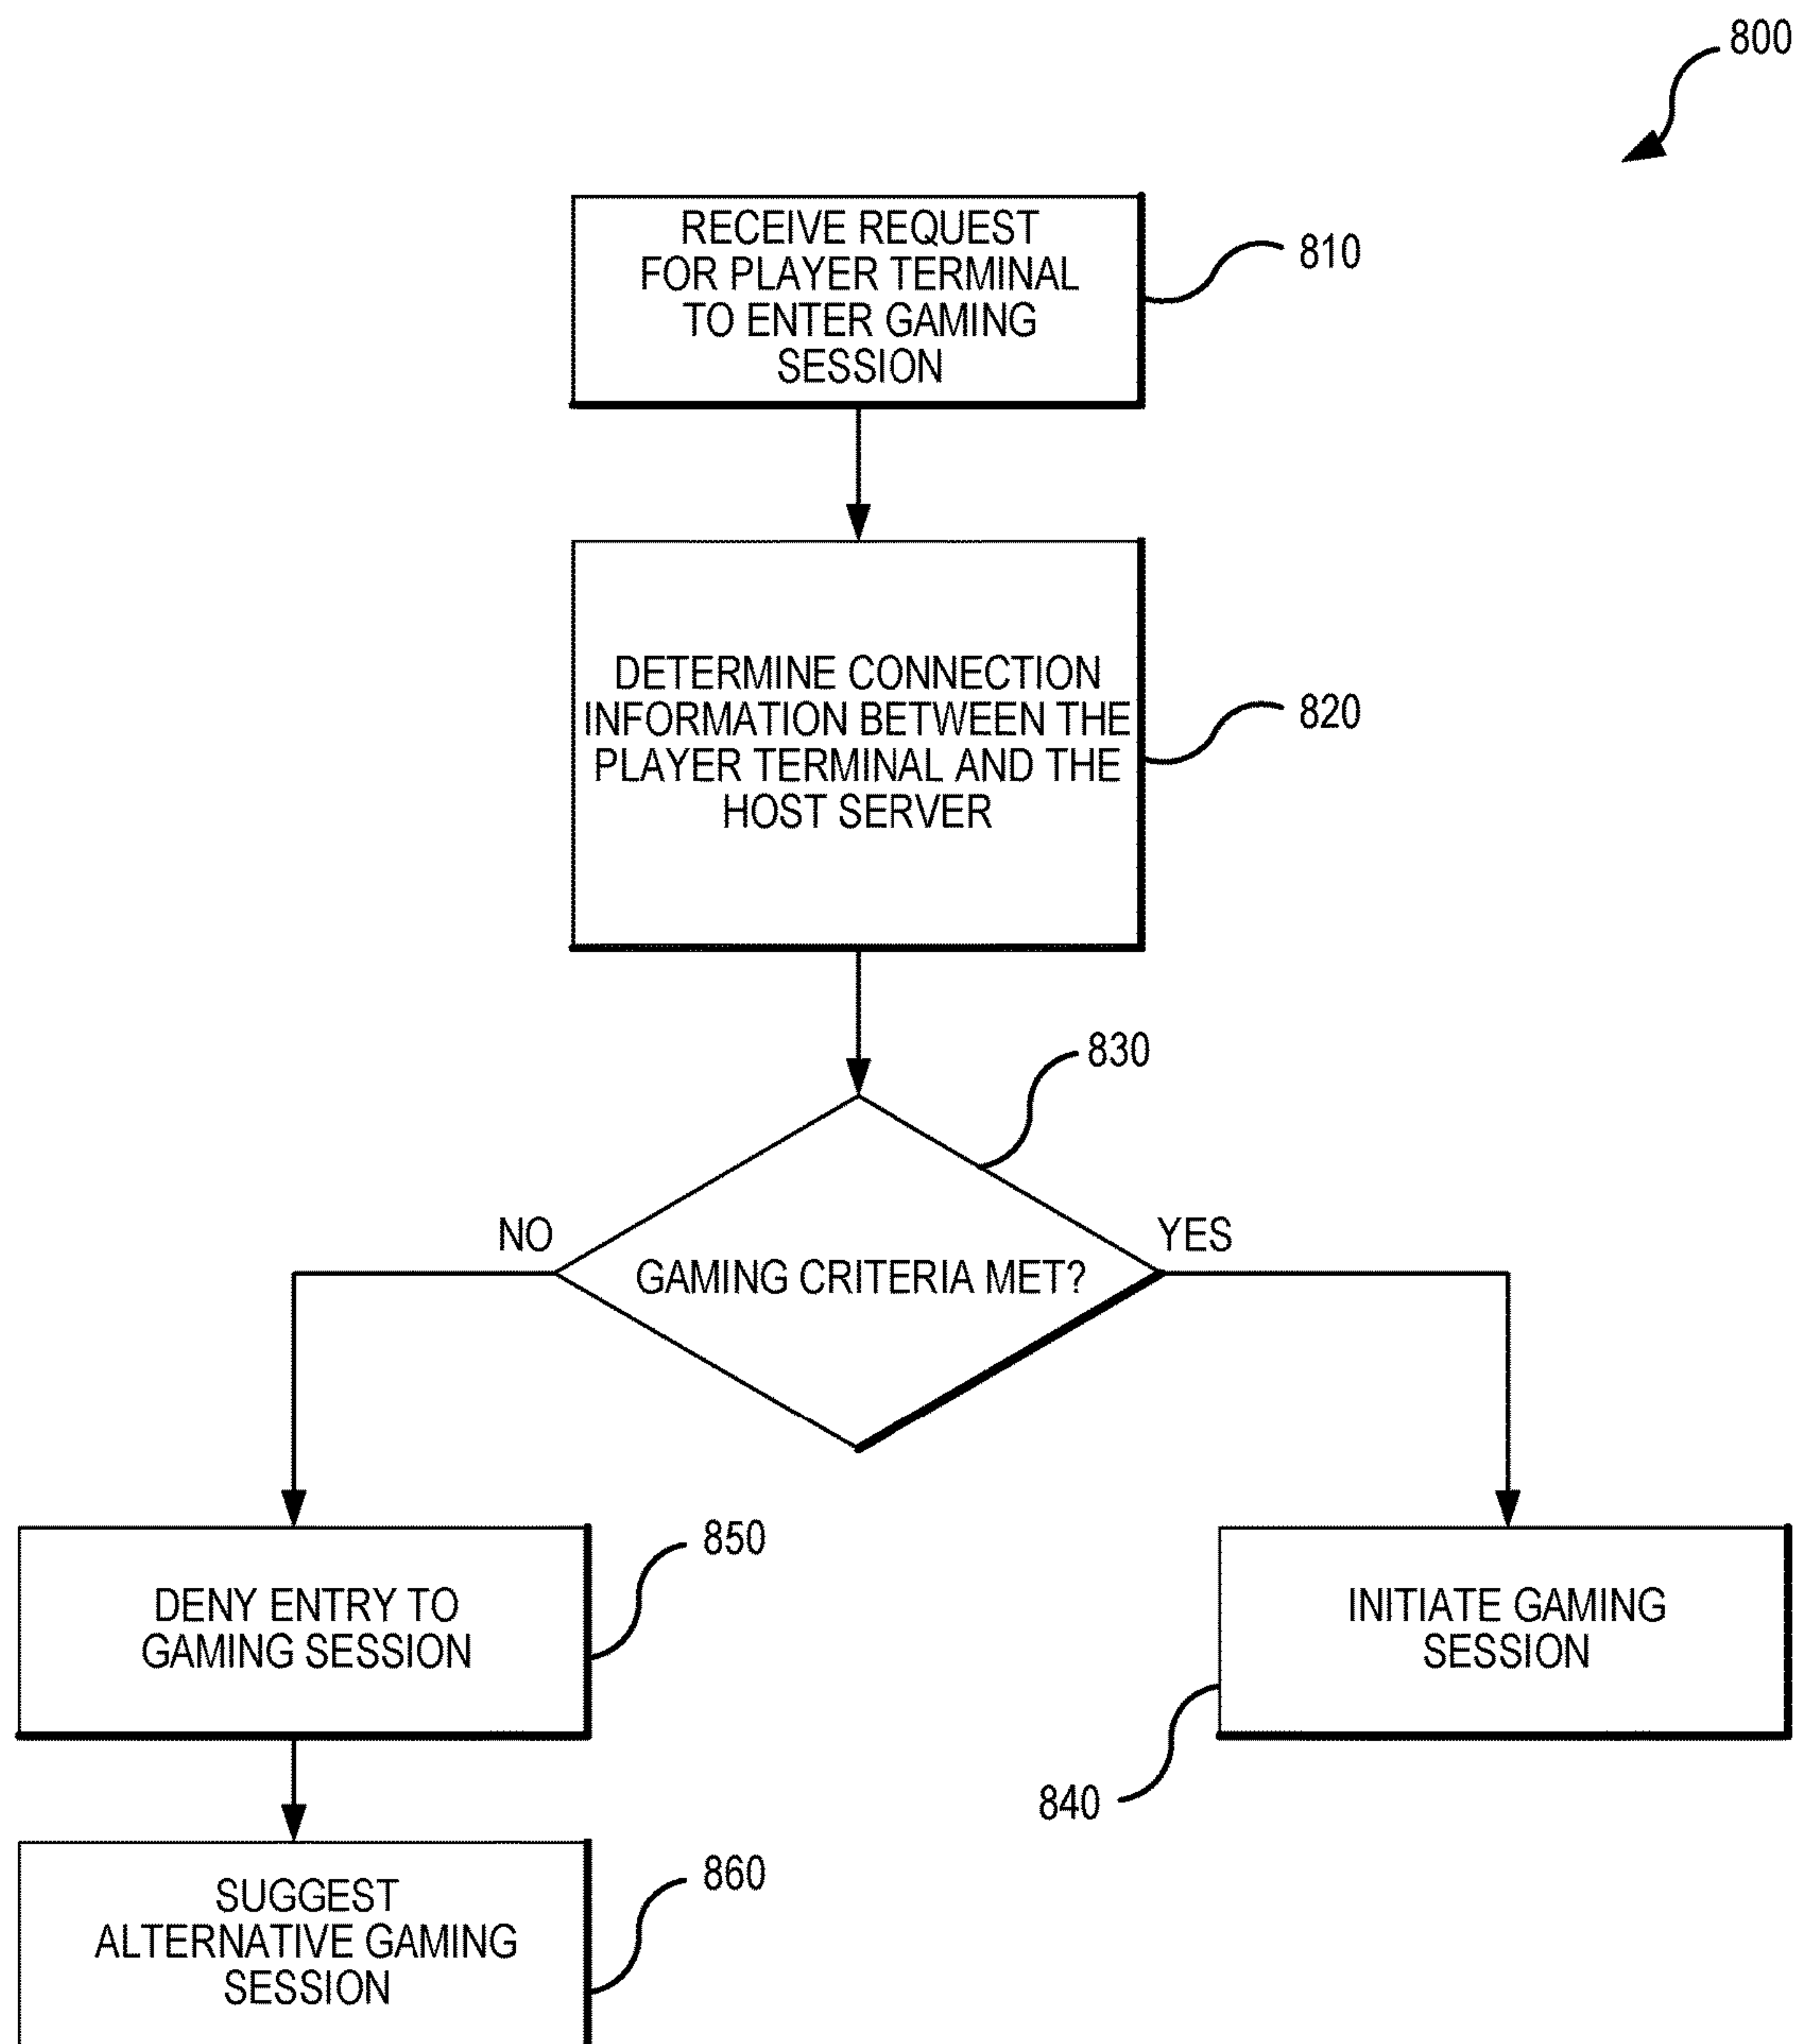 800
RECEIVE REQUEST
FOR PLAYER TERMINAL
TO ENTER GAMING
SESSION
810
DETERMINE CONNECTION
INFORMATION BETWEEN THE
PLAYER TERMINAL AND THE
HOST SERVER
820
830
NO
YES
GAMING CRITERIA MET?
850
DENY ENTRY TO
GAMING SESSION
INITIATE GAMING
SESSION
840
860
SUGGEST
ALTERNATIVE GAMING
SESSION